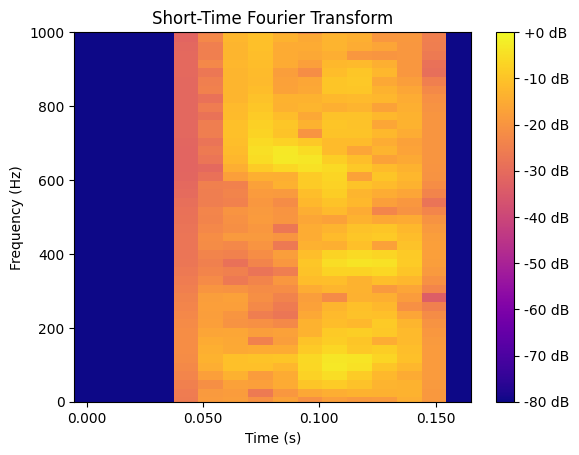 Short-Time Fourier Transform
Frequency (Hz)
1000
800
600
400
200
0
0.000
0.050
0.100
0.150
Time (s)
+0 dB
-10 dB
-20 dB
-30 dB
-40 dB
-50 dB
-60 dB
-70 dB
-80 dB